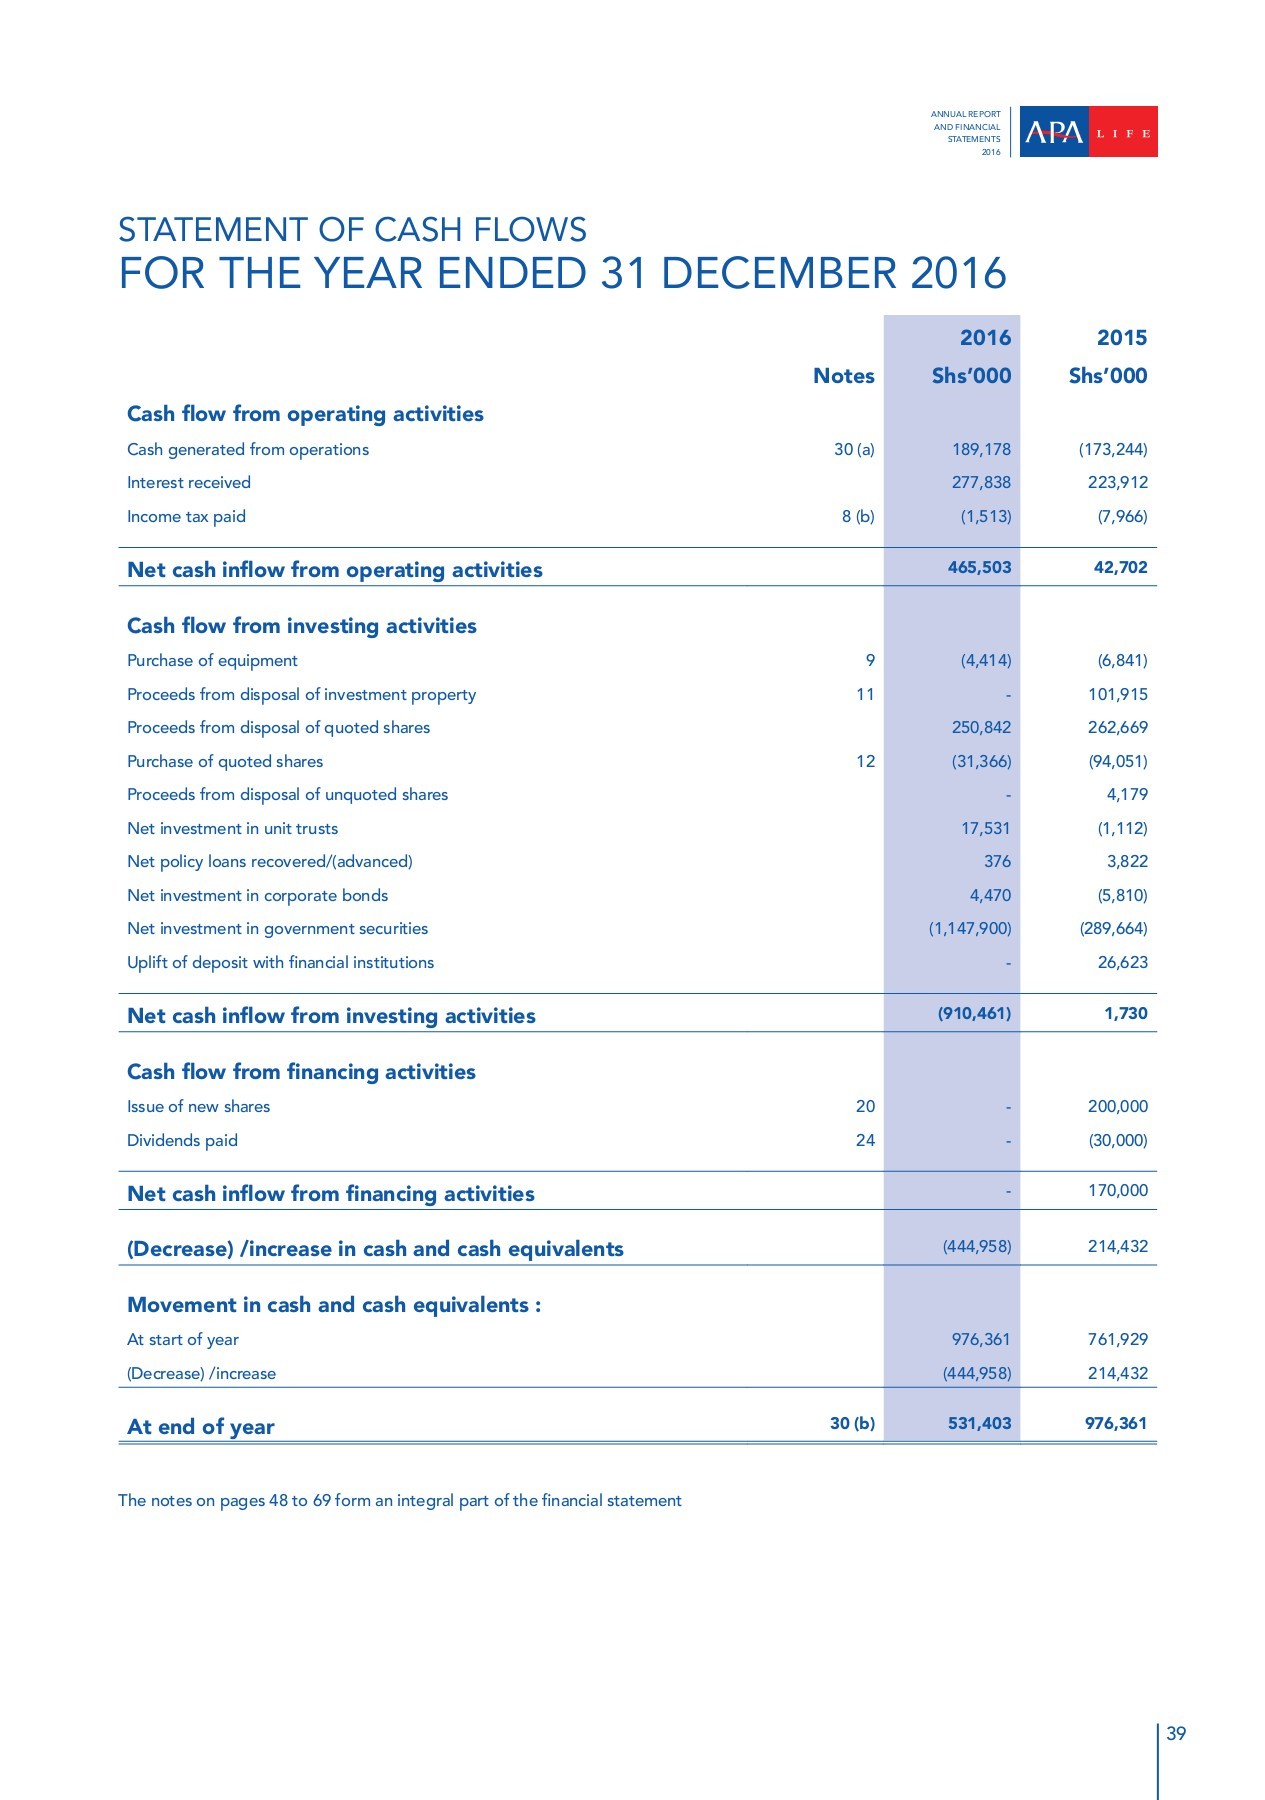 ANNUAL REPORT
AND FINANCIAL
STATEMENTS
2016
APA LIFE
STATEMENT OF CASH FLOWS
FOR THE YEAR ENDED 31 DECEMBER 2016
2016 2015
Notes Shs’000 Shs’000
Cash flow from operating activities
Cash generated from operations 30 (a) 189,178 (173,244)
Interest received 277,838 223,912
Income tax paid 8 (b) (1,513) (7,966)
Net cash inflow from operating activities 465,503 42,702
Cash flow from investing activities
Purchase of equipment 9 (4,414) (6,841)
Proceeds from disposal of investment property 11 - 101,915
Proceeds from disposal of quoted shares 250,842 262,669
Purchase of quoted shares 12 (31,366) (94,051)
Proceeds from disposal of unquoted shares - 4,179
Net investment in unit trusts 17,531 (1,112)
Net policy loans recovered/(advanced) 376 3,822
Net investment in corporate bonds 4,470 (5,810)
Net investment in government securities (1,147,900) (289,664)
Uplift of deposit with financial institutions - 26,623
Net cash inflow from investing activities (910,461) 1,730
Cash flow from financing activities
Issue of new shares 20 - 200,000
Dividends paid 24 - (30,000)
Net cash inflow from financing activities - 170,000
(Decrease) /increase in cash and cash equivalents (444,958) 214,432
Movement in cash and cash equivalents :
At start of year 976,361 761,929
(Decrease) /increase (444,958) 214,432
At end of year 30 (b) 531,403 976,361
The notes on pages 48 to 69 form an integral part of the financial statement
39